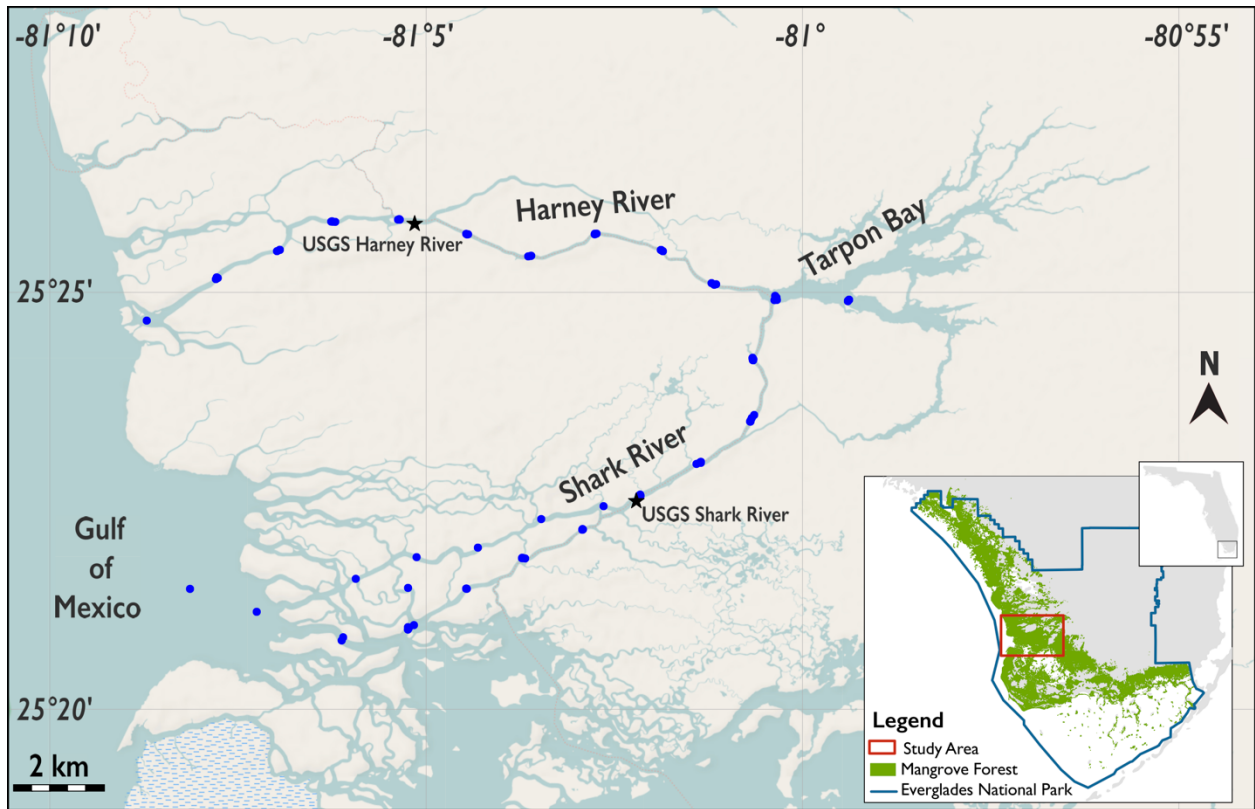 -81°10'
-81°5'
-81°
-80°55'
Harney River
Tarpon Bay
USGS Harney River
25°25'
N
Shark River
USGS Shark River
Gulf
of
Mexico
25°20'
2 km
Legend
Study Area
Mangrove Forest
Everglades National Park